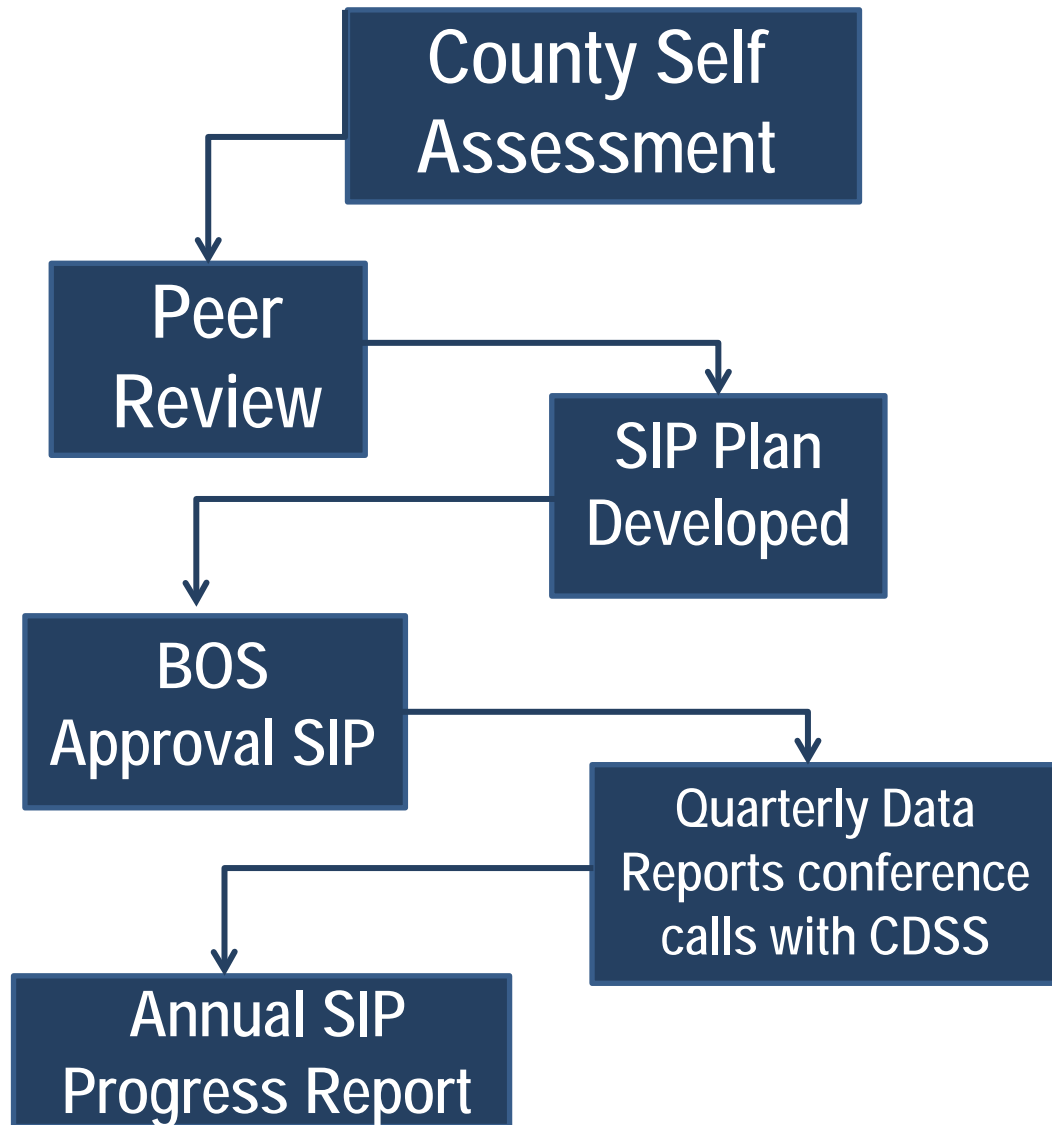 County Self
Assessment
Peer
Review
SIP Plan
Developed
BOS
Approval SIP
Quarterly Data
Reports conference
calls with CDSS
Annual SIP
Progress Report